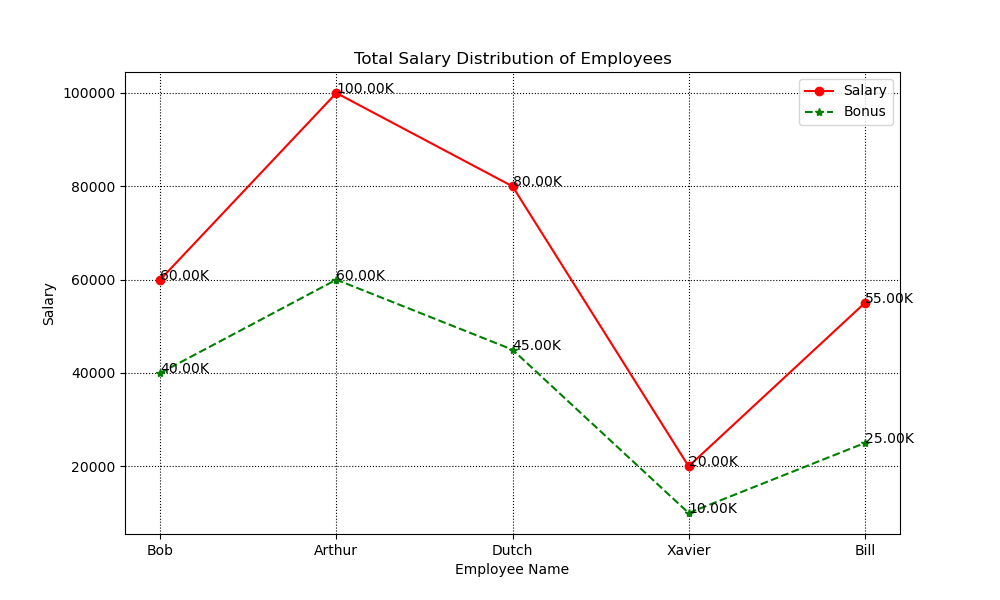 Total Salary Distribution of Employees
100000
80000
60000
40000
20000
Salary
60.00K
100.00K
80.00K
20.00K
55.00K
40.00K
60.00K
45.00K
10.00K
25.00K
Salary
Bonus
Bob
Arthur
Dutch
Xavier
Bill
Employee Name